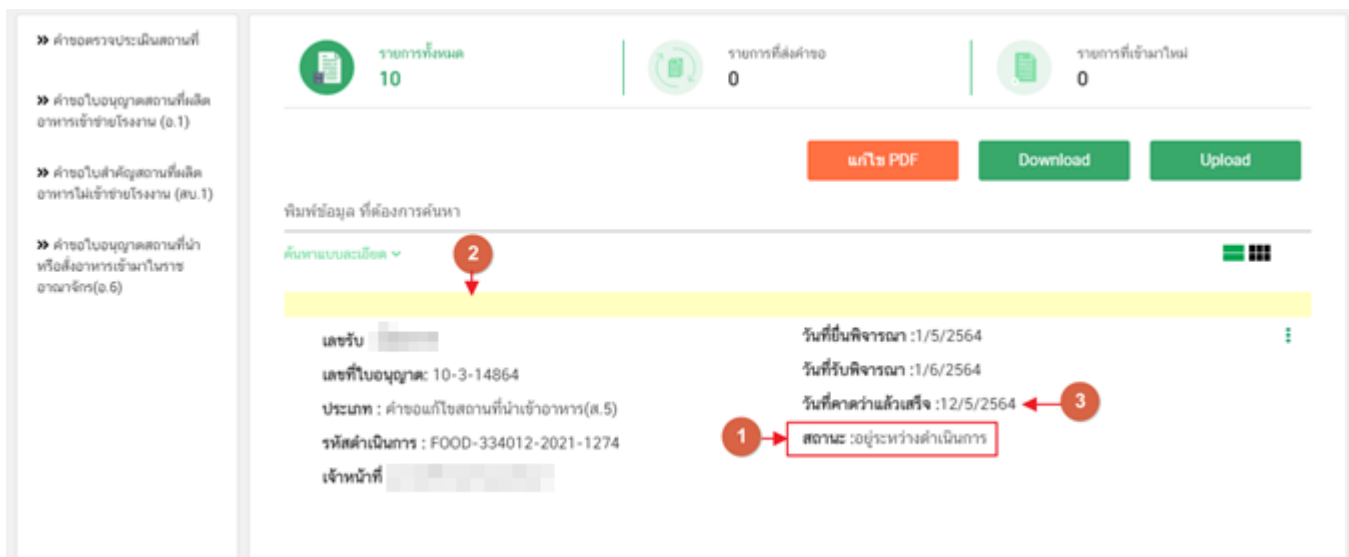 » คำขอตรวจประเมินสถานที่
» คำขอใบอนุญาตสถานที่ผลิต
อาหารเข้าข่ายโรงงาน (อ.1)
» คำขอใบสำคัญสถานที่ผลิต
อาหารไม่เข้าข่ายโรงงาน (สบ.1)
» คำขอใบอนุญาตสถานที่นำ
หรือสั่งอาหารเข้ามาในราช
อาณาจักร(อ.6)
รายการทั้งหมด
10
รายการที่ส่งคำขอ
0
รายการที่เข้ามาใหม่
0
แก้ไข PDF
Download
Upload
พิมพ์ข้อมูล ที่ต้องการค้นหา
ค้นหาแบบละเอียด
2
เลขรับ
เลขที่ใบอนุญาต: 10-3-14864
ประเภท : คำขอแก้ไขสถานที่นำเข้าอาหาร(ส.5)
รหัสดำเนินการ : FOOD-334012-2021-1274
เจ้าหน้าที่
วันที่ยื่นพิจารณา :1/5/2564
วันที่รับพิจารณา :1/6/2564
วันที่คาดว่าแล้วเสร็จ :12/5/2564
3
1
สถานะ :อยู่ระหว่างดำเนินการ